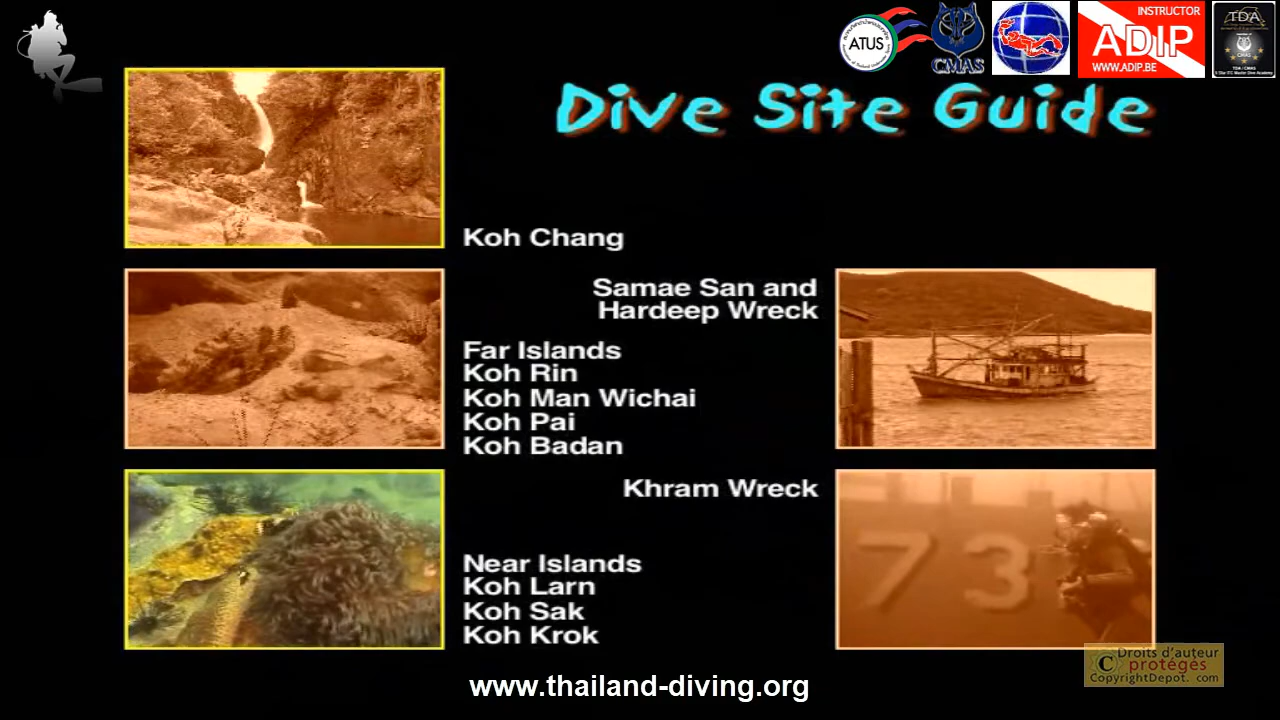 ATUS
CMAS
INSTRUCTOR
ADIP
WWW.ADIP.BE
TDA
TDA / CMAS
Dive Site Guide
Koh Chang
Samae San and
Hardeep Wreck
Far Islands
Koh Rin
Koh Man Wichai
Koh Pai
Koh Badan
Khram Wreck
73
Near Islands
Koh Larn
Koh Sak
Koh Krok
Droits d'auteur
protégés
CopyrightDepot. com
www.thailand-diving.org